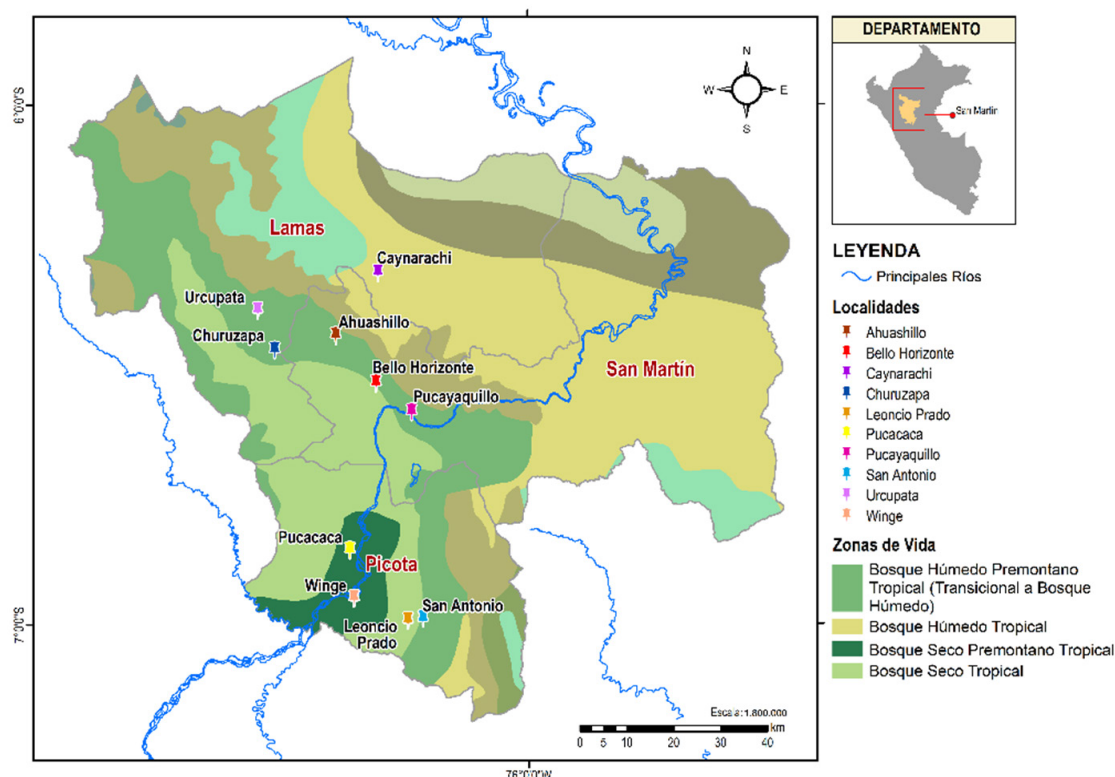 6°0'0"S
7°0'0"S
76°0'0"W
N
W
E
S
Lamas
Caynarachi
Urcupata
Churuzapa
Ahuashillo
Bello Horizonte
San Martín
Pucayaquillo
Pucacaca
Picota
Winge
San Antonio
Leoncio
Prado
Escala:1.800.000
km
0 5 10 20 30 40
DEPARTAMENTO
San Martín
LEYENDA
Principales Ríos
Localidades
Ahuashillo
Bello Horizonte
Caynarachi
Churuzapa
Leoncio Prado
Pucacaca
Pucayaquillo
San Antonio
Urcupata
Winge
Zonas de Vida
Bosque Húmedo Premontano
Tropical (Transicional a Bosque
Húmedo)
Bosque Húmedo Tropical
Bosque Seco Premontano Tropical
Bosque Seco Tropical